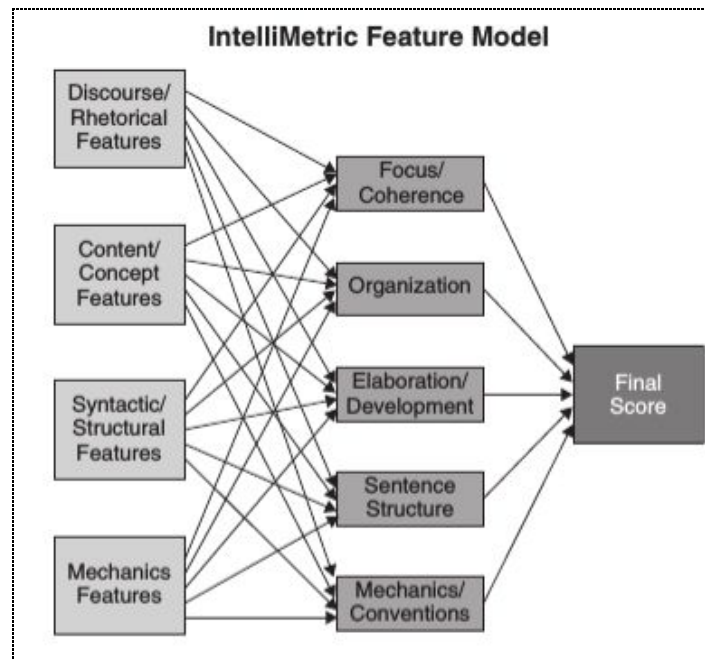 IntelliMetric Feature Model
Discourse/
Rhetorical
Features
Content/
Concept
Features
Syntactic/
Structural
Features
Mechanics
Features
Focus/
Coherence
Organization
Elaboration/
Development
Sentence
Structure
Mechanics/
Conventions
Final
Score